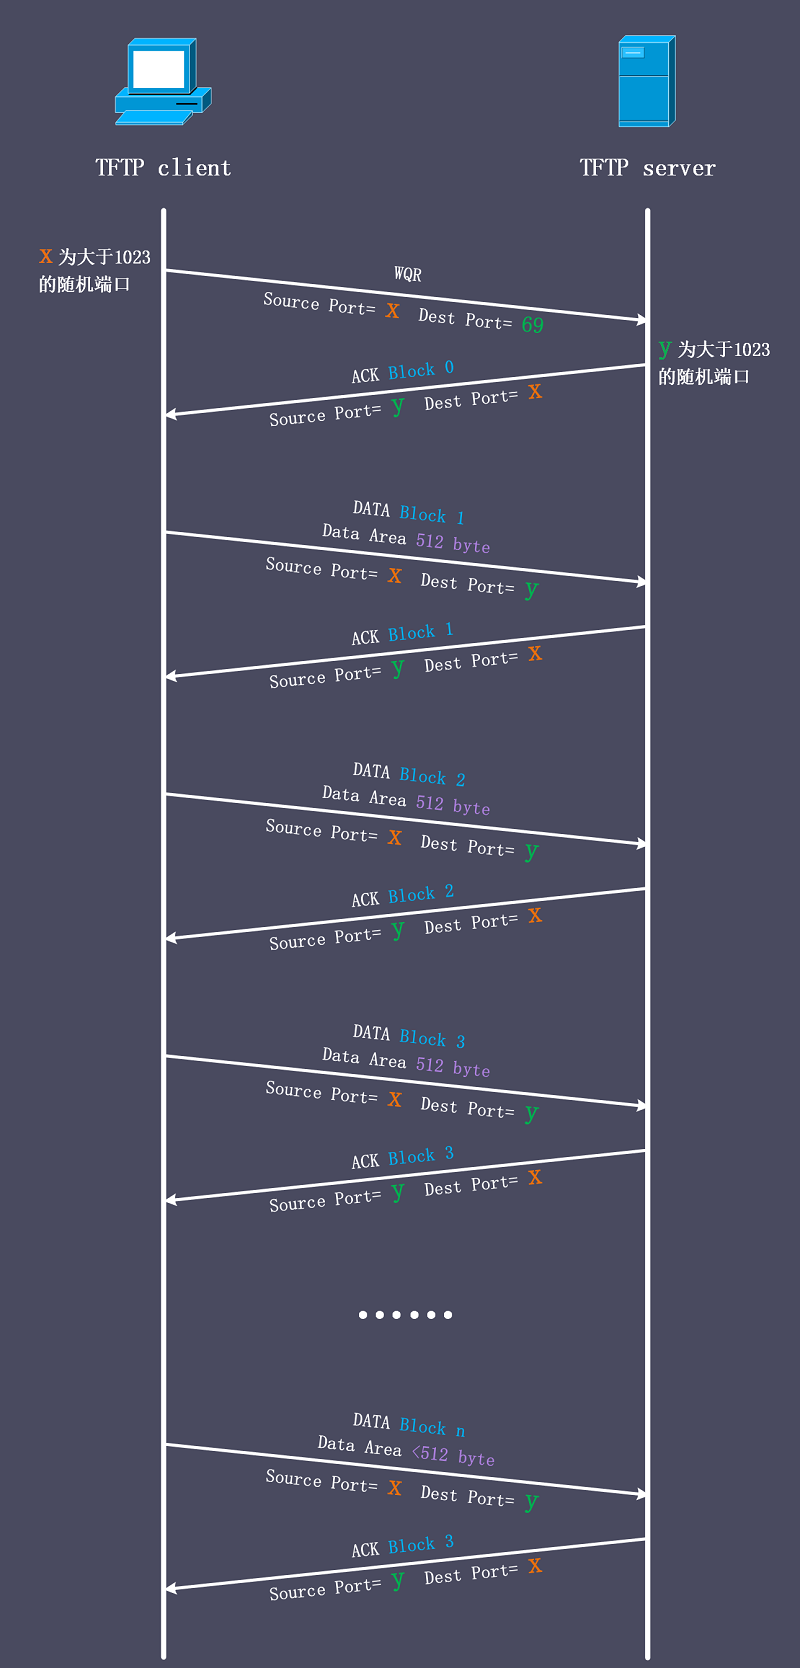 TFTP client
TFTP server
x 为大于1023
的随机端口
WQR
Source Port= x Dest Port= 69
y 为大于1023
的随机端口
ACK Block 0
Source Port= y Dest Port= x
DATA Block 1
Data Area 512 byte
Source Port= x Dest Port= y
ACK Block 1
Source Port= y Dest Port= x
DATA Block 2
Data Area 512 byte
Source Port= x Dest Port= y
ACK Block 2
Source Port= y Dest Port= x
DATA Block 3
Data Area 512 byte
Source Port= x Dest Port= y
ACK Block 3
Source Port= y Dest Port= x
......
DATA Block n
Data Area <512 byte
Source Port= x Dest Port= y
ACK Block 3
Source Port= y Dest Port= x